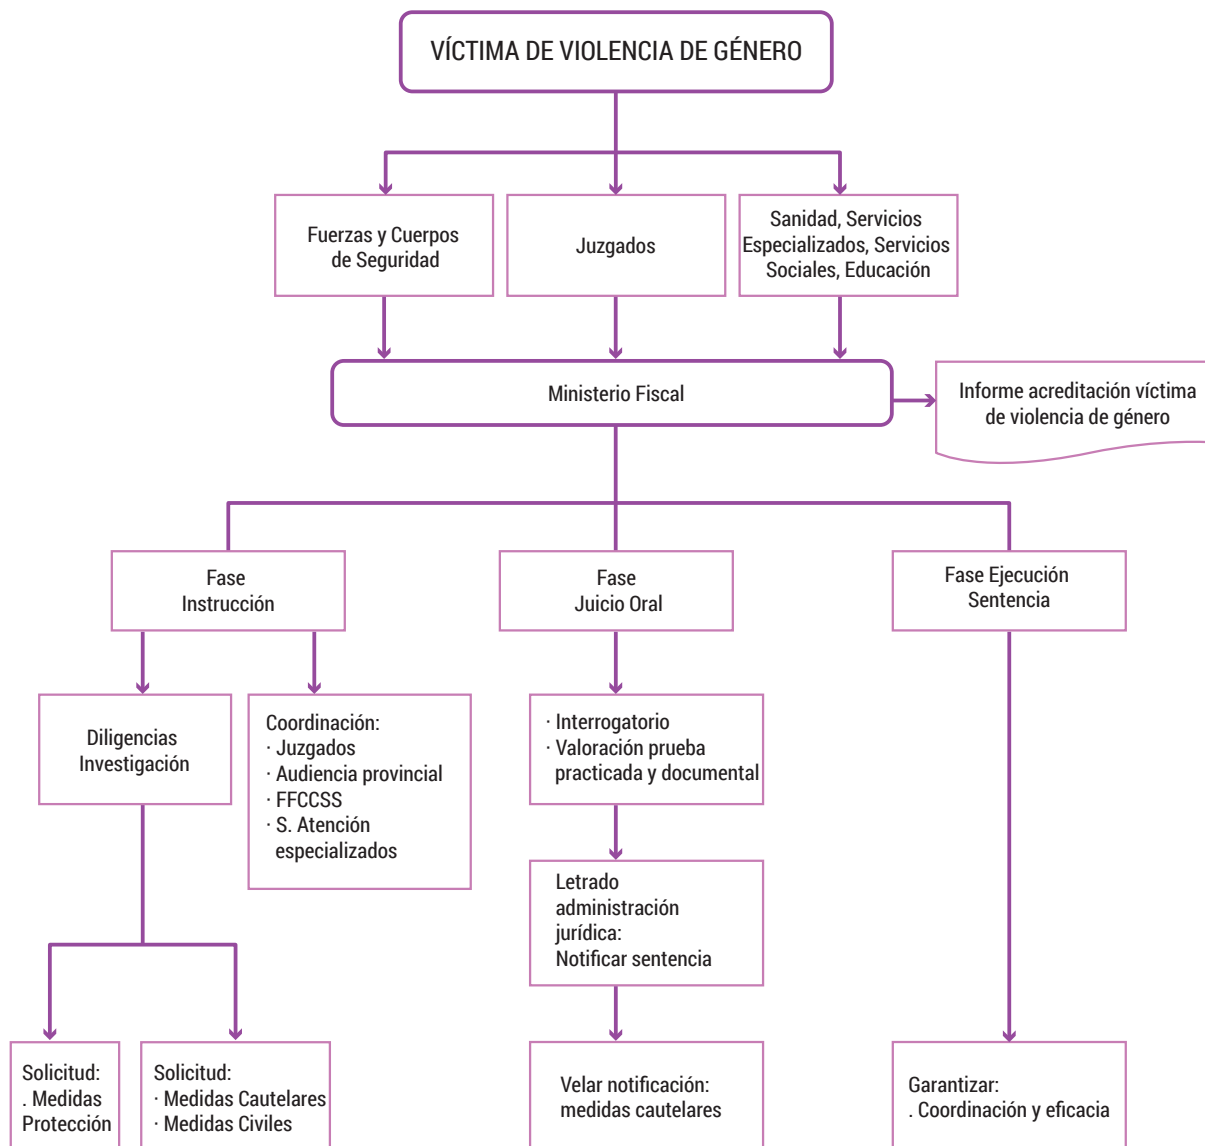 VÍCTIMA DE VIOLENCIA DE GÉNERO
Fuerzas y Cuerpos
de Seguridad
Juzgados
Sanidad, Servicios
Especializados, Servicios
Sociales, Educación
Ministerio Fiscal
Informe acreditación víctima
de violencia de género
Fase
Instrucción
Fase
Juicio Oral
Fase Ejecución
Sentencia
Diligencias
Investigación
Coordinación:
· Juzgados
· Audiencia provincial
· FFCCSS
· S. Atención
especializados
· Interrogatorio
· Valoración prueba
practicada y documental
Letrado
administración
jurídica:
Notificar sentencia
Solicitud:
. Medidas
Protección
Solicitud:
· Medidas Cautelares
· Medidas Civiles
Velar notificación:
medidas cautelares
Garantizar:
. Coordinación y eficacia